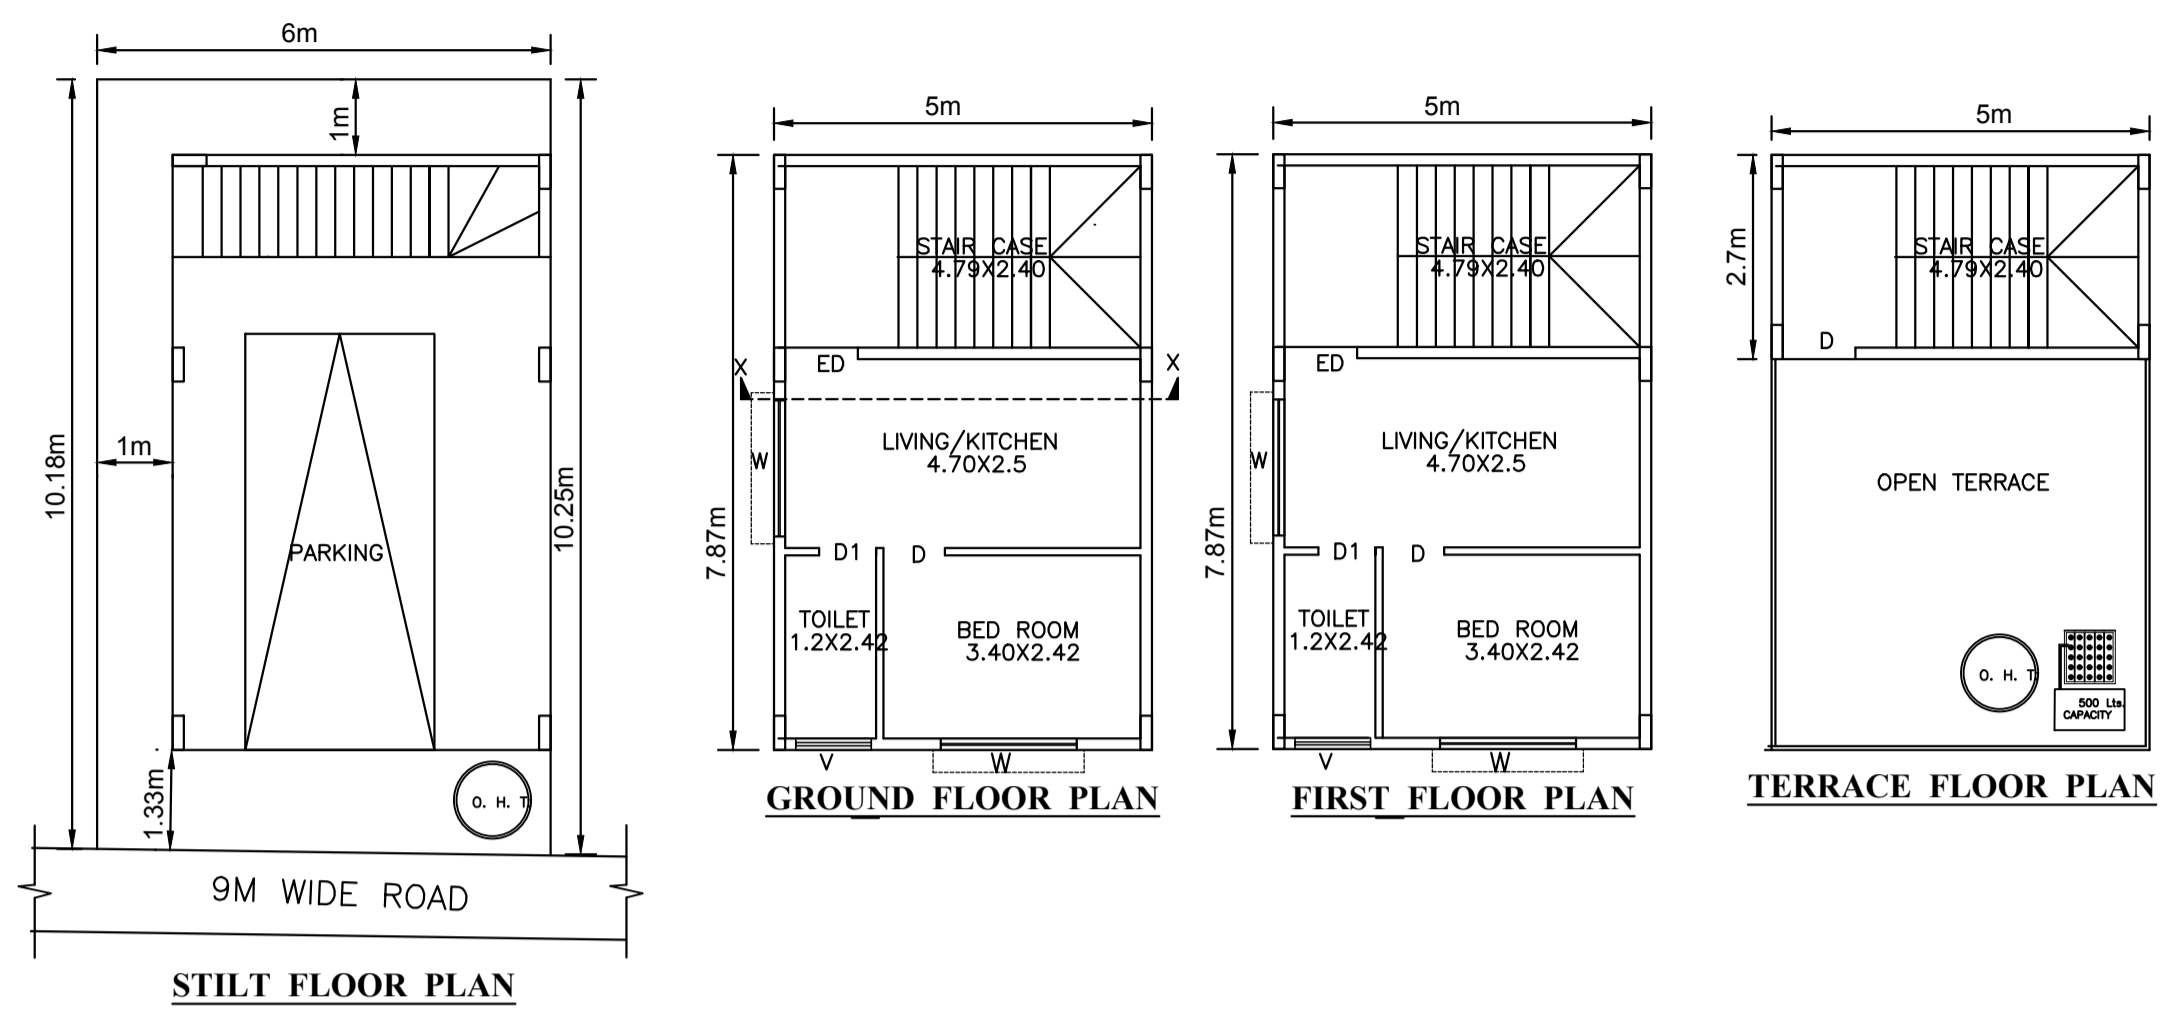 6m
1m
10.18m
1m
10.25m
PARKING
1.33m
O. H. T.
9M WIDE ROAD
STILT FLOOR PLAN
5m
STAIR CASE
4.79X2.40
ED
X
X
LIVING/KITCHEN
4.70X2.5
W
7.87m
D1
D
TOILET
1.2X2.42
BED ROOM
3.40X2.42
V
W
GROUND FLOOR PLAN
5m
STAIR CASE
4.79X2.40
ED
LIVING/KITCHEN
4.70X2.5
W
7.87m
D1
D
TOILET
1.2X2.42
BED ROOM
3.40X2.42
V
W
FIRST FLOOR PLAN
5m
2.7m
STAIR CASE
4.79X2.40
D
OPEN TERRACE
O. H. T.
500 Lts.
CAPACITY
TERRACE FLOOR PLAN